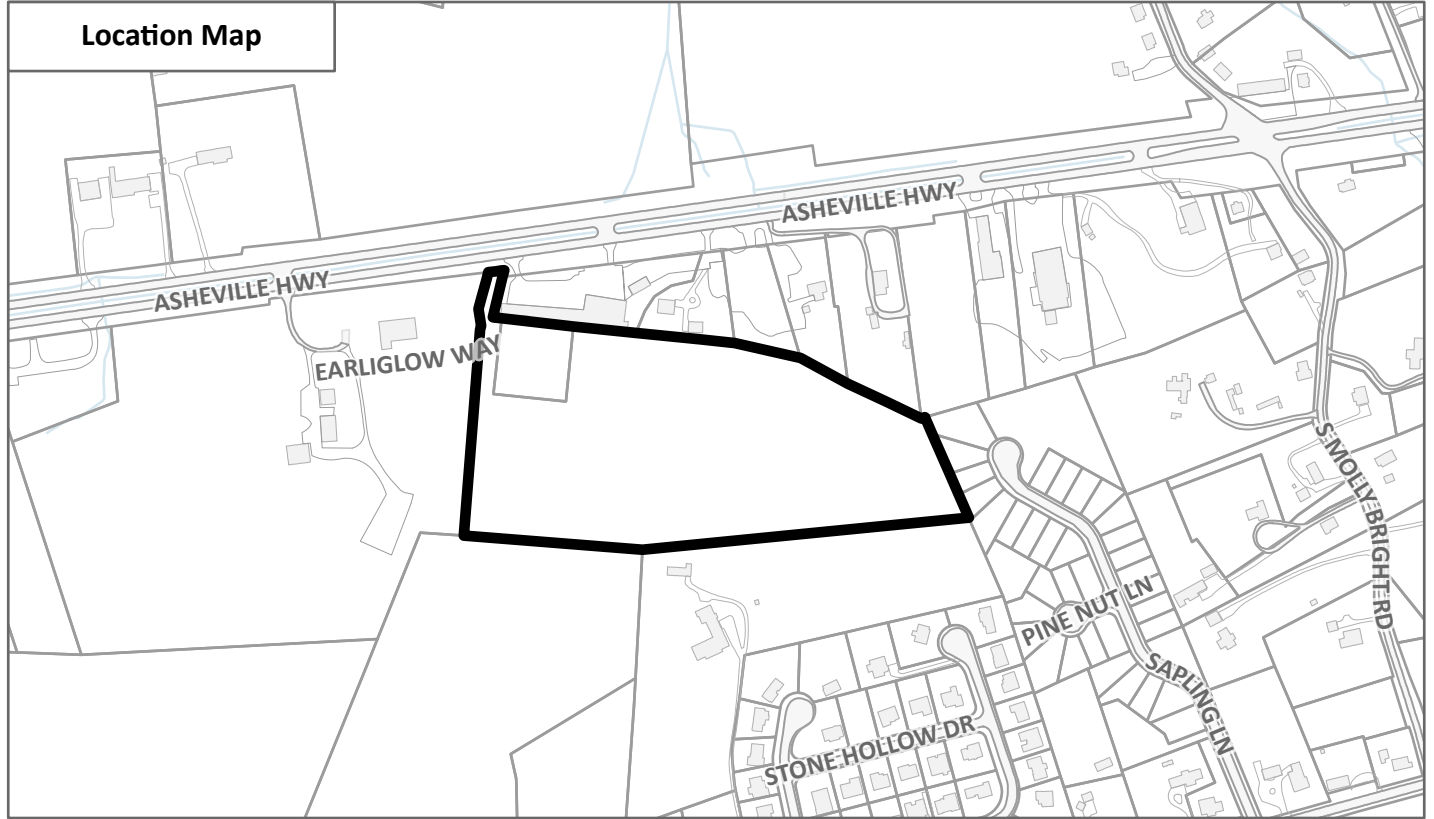 Location Map
ASHEVILLE HWY
ASHEVILLE HWY
EARLIGLOW WAY
S MOLLY BRIGHT RD
PINE NUT LN
SAPLING LN
STONE HOLLOW DR